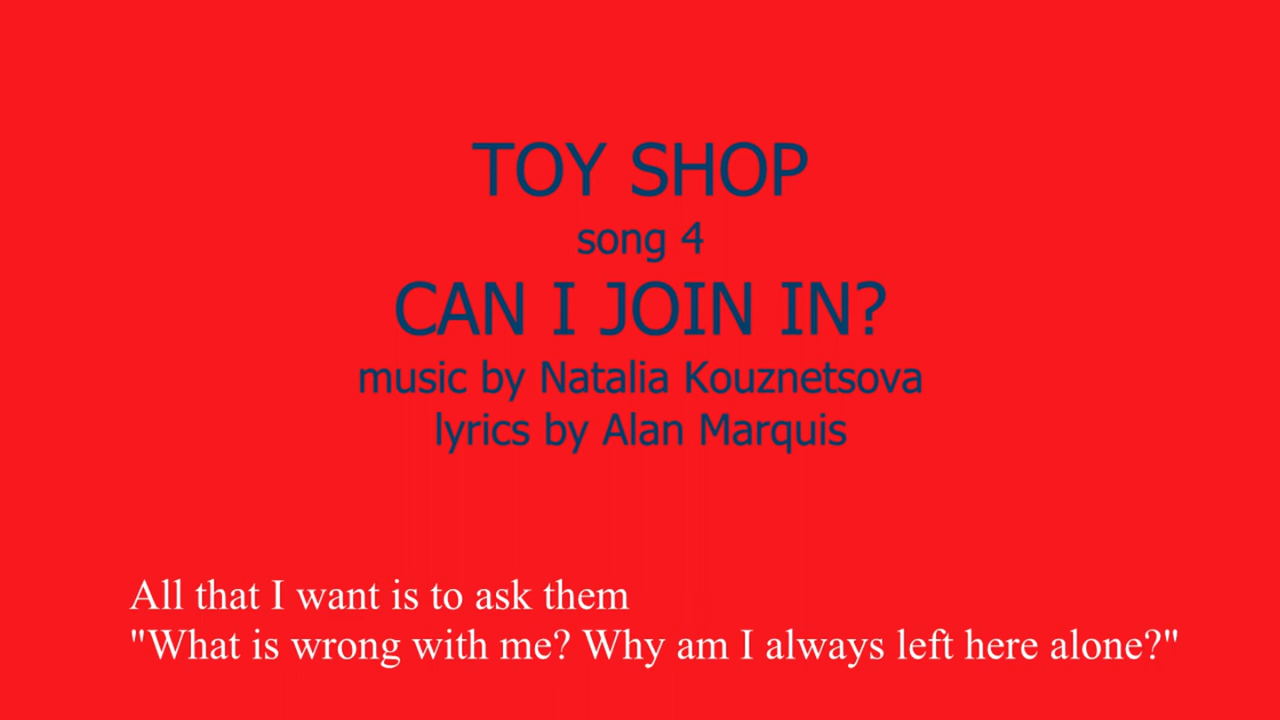 TOY SHOP
song 4
CAN I JOIN IN?
music by Natalia Kouznetsova
lyrics by Alan Marquis
All that I want is to ask them
"What is wrong with me? Why am I always left here alone?"